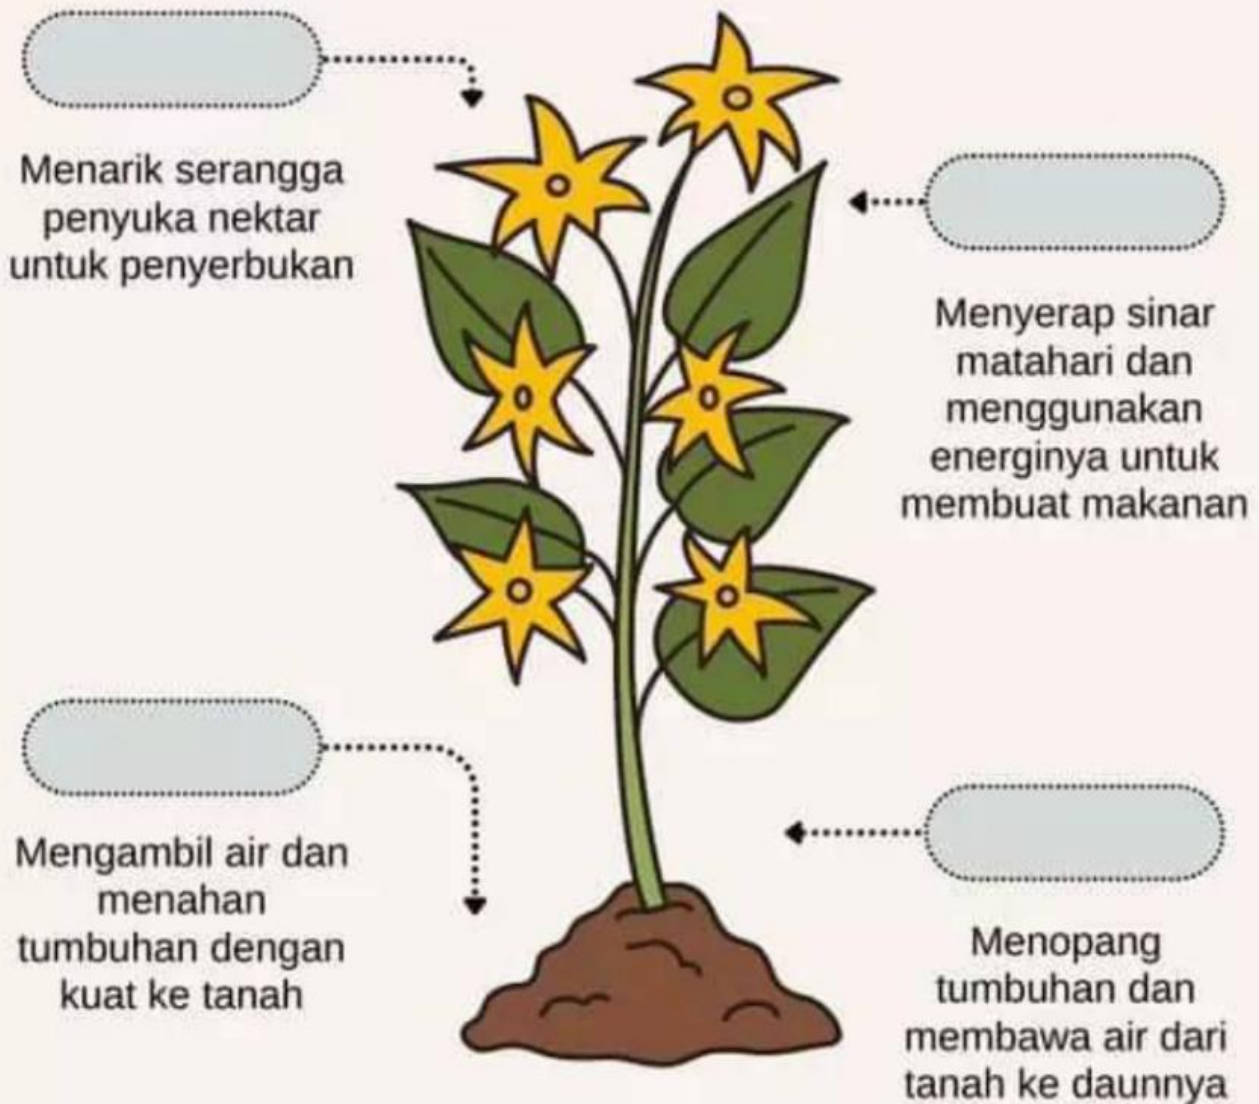 Menarik serangga
penyuka nektar
untuk penyerbukan
Menyerap sinar
matahari dan
menggunakan
energinya untuk
membuat makanan
Mengambil air dan
menahan
tumbuhan dengan
kuat ke tanah
Menopang
tumbuhan dan
membawa air dari
tanah ke daunnya